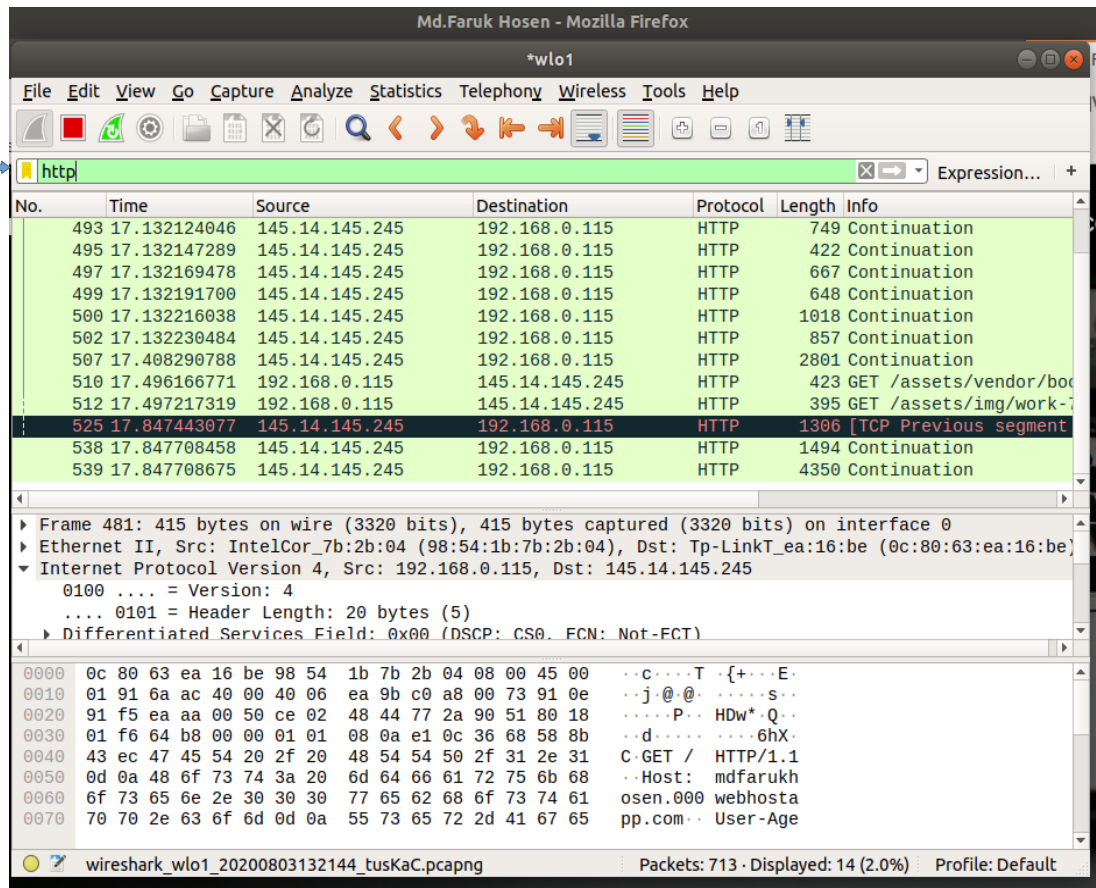 Md.Faruk Hosen - Mozilla Firefox
*wlo1
File Edit View Go Capture Analyze Statistics Telephony Wireless Tools Help
http Expression... +
No. Time Source Destination Protocol Length Info
493 17.132124046 145.14.145.245 192.168.0.115 HTTP 749 Continuation
495 17.132147289 145.14.145.245 192.168.0.115 HTTP 422 Continuation
497 17.132169478 145.14.145.245 192.168.0.115 HTTP 667 Continuation
499 17.132191700 145.14.145.245 192.168.0.115 HTTP 648 Continuation
500 17.132216038 145.14.145.245 192.168.0.115 HTTP 1018 Continuation
502 17.132230484 145.14.145.245 192.168.0.115 HTTP 857 Continuation
507 17.408290788 145.14.145.245 192.168.0.115 HTTP 2801 Continuation
510 17.496166771 192.168.0.115 145.14.145.245 HTTP 423 GET /assets/vendor/boo
512 17.497217319 192.168.0.115 145.14.145.245 HTTP 395 GET /assets/img/work-7
525 17.847443077 145.14.145.245 192.168.0.115 HTTP 1306 [TCP Previous segment
538 17.847708458 145.14.145.245 192.168.0.115 HTTP 1494 Continuation
539 17.847708675 145.14.145.245 192.168.0.115 HTTP 4350 Continuation
Frame 481: 415 bytes on wire (3320 bits), 415 bytes captured (3320 bits) on interface 0
Ethernet II, Src: IntelCor_7b:2b:04 (98:54:1b:7b:2b:04), Dst: Tp-LinkT_ea:16:be (0c:80:63:ea:16:be)
Internet Protocol Version 4, Src: 192.168.0.115, Dst: 145.14.145.245
0100 .... = Version: 4
.... 0101 = Header Length: 20 bytes (5)
Differentiated Services Field: 0x00 (DSCP: CS0, ECN: Not-ECT)
0000 0c 80 63 ea 16 be 98 54 1b 7b 2b 04 08 00 45 00 ··c····T ·{+···E·
0010 01 91 6a ac 40 00 40 06 ea 9b c0 a8 00 73 91 0e ··j·@·@· ·····s··
0020 91 f5 ea aa 00 50 ce 02 48 44 77 2a 90 51 80 18 ·····P·· HDw*·Q··
0030 01 f6 64 b8 00 00 01 01 08 0a e1 0c 36 68 58 8b ··d····· ····6hX·
0040 43 ec 47 45 54 20 2f 20 48 54 54 50 2f 31 2e 31 C·GET / HTTP/1.1
0050 0d 0a 48 6f 73 74 3a 20 6d 64 66 61 72 75 6b 68 ··Host: mdfarukh
0060 6f 73 65 6e 2e 30 30 30 77 65 62 68 6f 73 74 61 osen.000 webhosta
0070 70 70 2e 63 6f 6d 0d 0a 55 73 65 72 2d 41 67 65 pp.com·· User-Age
wireshark_wlo1_20200803132144_tusKaC.pcapng Packets: 713 · Displayed: 14 (2.0%) Profile: Default